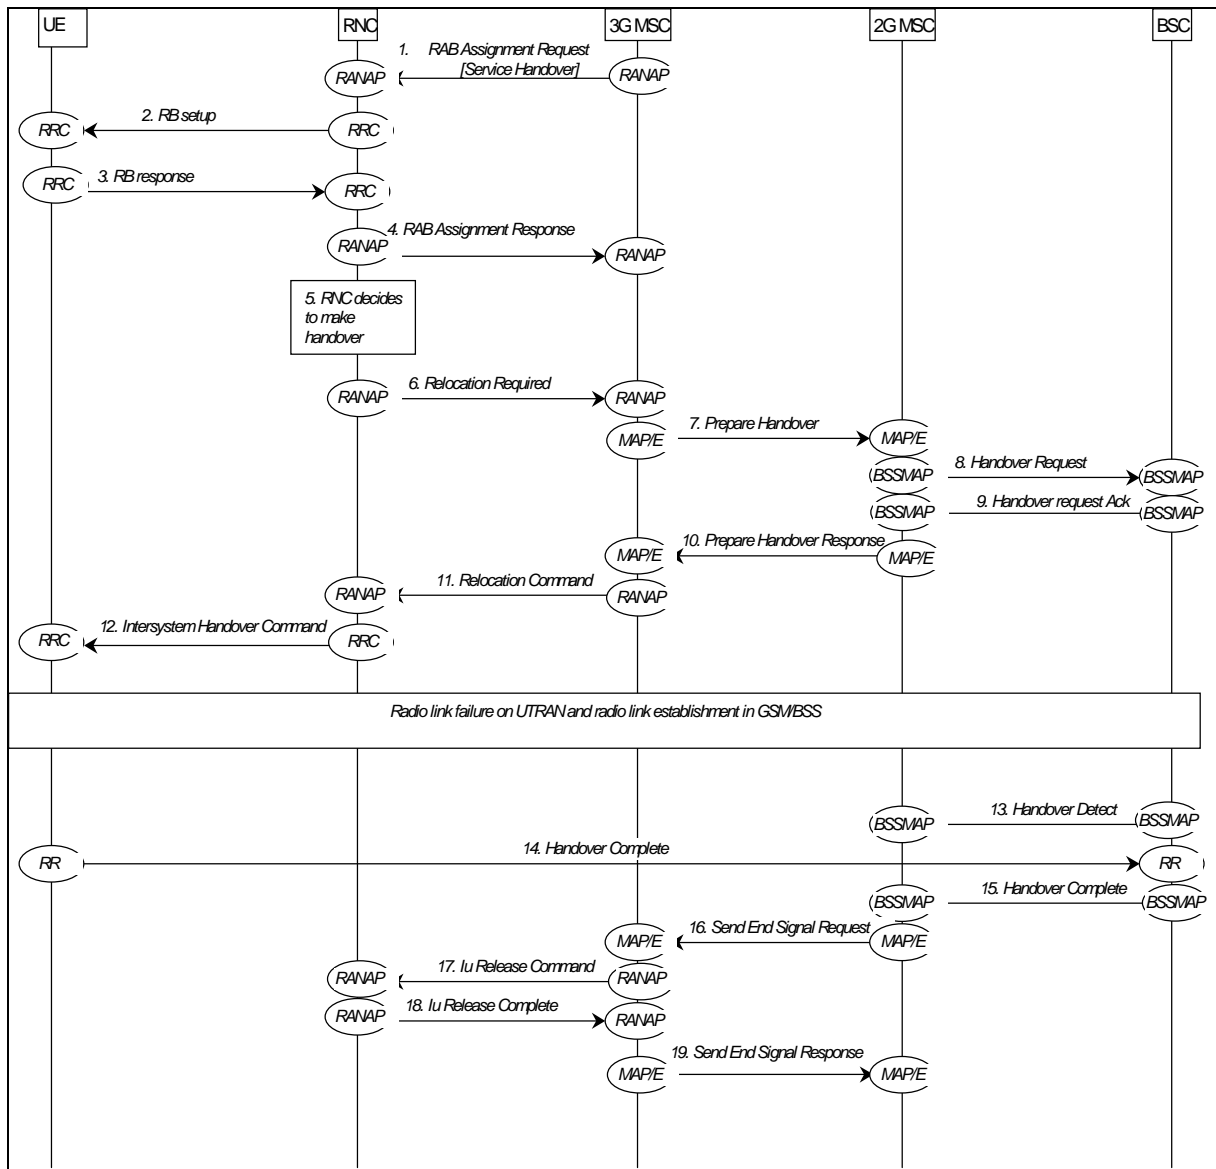 UE RNC 3G MSC 2G MSC BSC
1. RAB Assignment Request
[Service Handover]
RANAP RANAP
2. RB setup
RRC RRC
3. RB response
RRC RRC
4. RAB Assignment Response
RANAP RANAP
5. RNC decides
to make
handover
6. Relocation Required
RANAP RANAP
7. Prepare Handover
MAP/E MAP/E
8. Handover Request
BSSMAP BSSMAP
9. Handover request Ack
BSSMAP BSSMAP
10. Prepare Handover Response
MAP/E MAP/E
11. Relocation Command
RANAP RANAP
12. Intersystem Handover Command
RRC RRC
Radio link failure on UTRAN and radio link establishment in GSM/BSS
13. Handover Detect
BSSMAP BSSMAP
14. Handover Complete
RR RR
15. Handover Complete
BSSMAP BSSMAP
16. Send End Signal Request
MAP/E MAP/E
17. Iu Release Command
RANAP RANAP
18. Iu Release Complete
RANAP RANAP
19. Send End Signal Response
MAP/E MAP/E